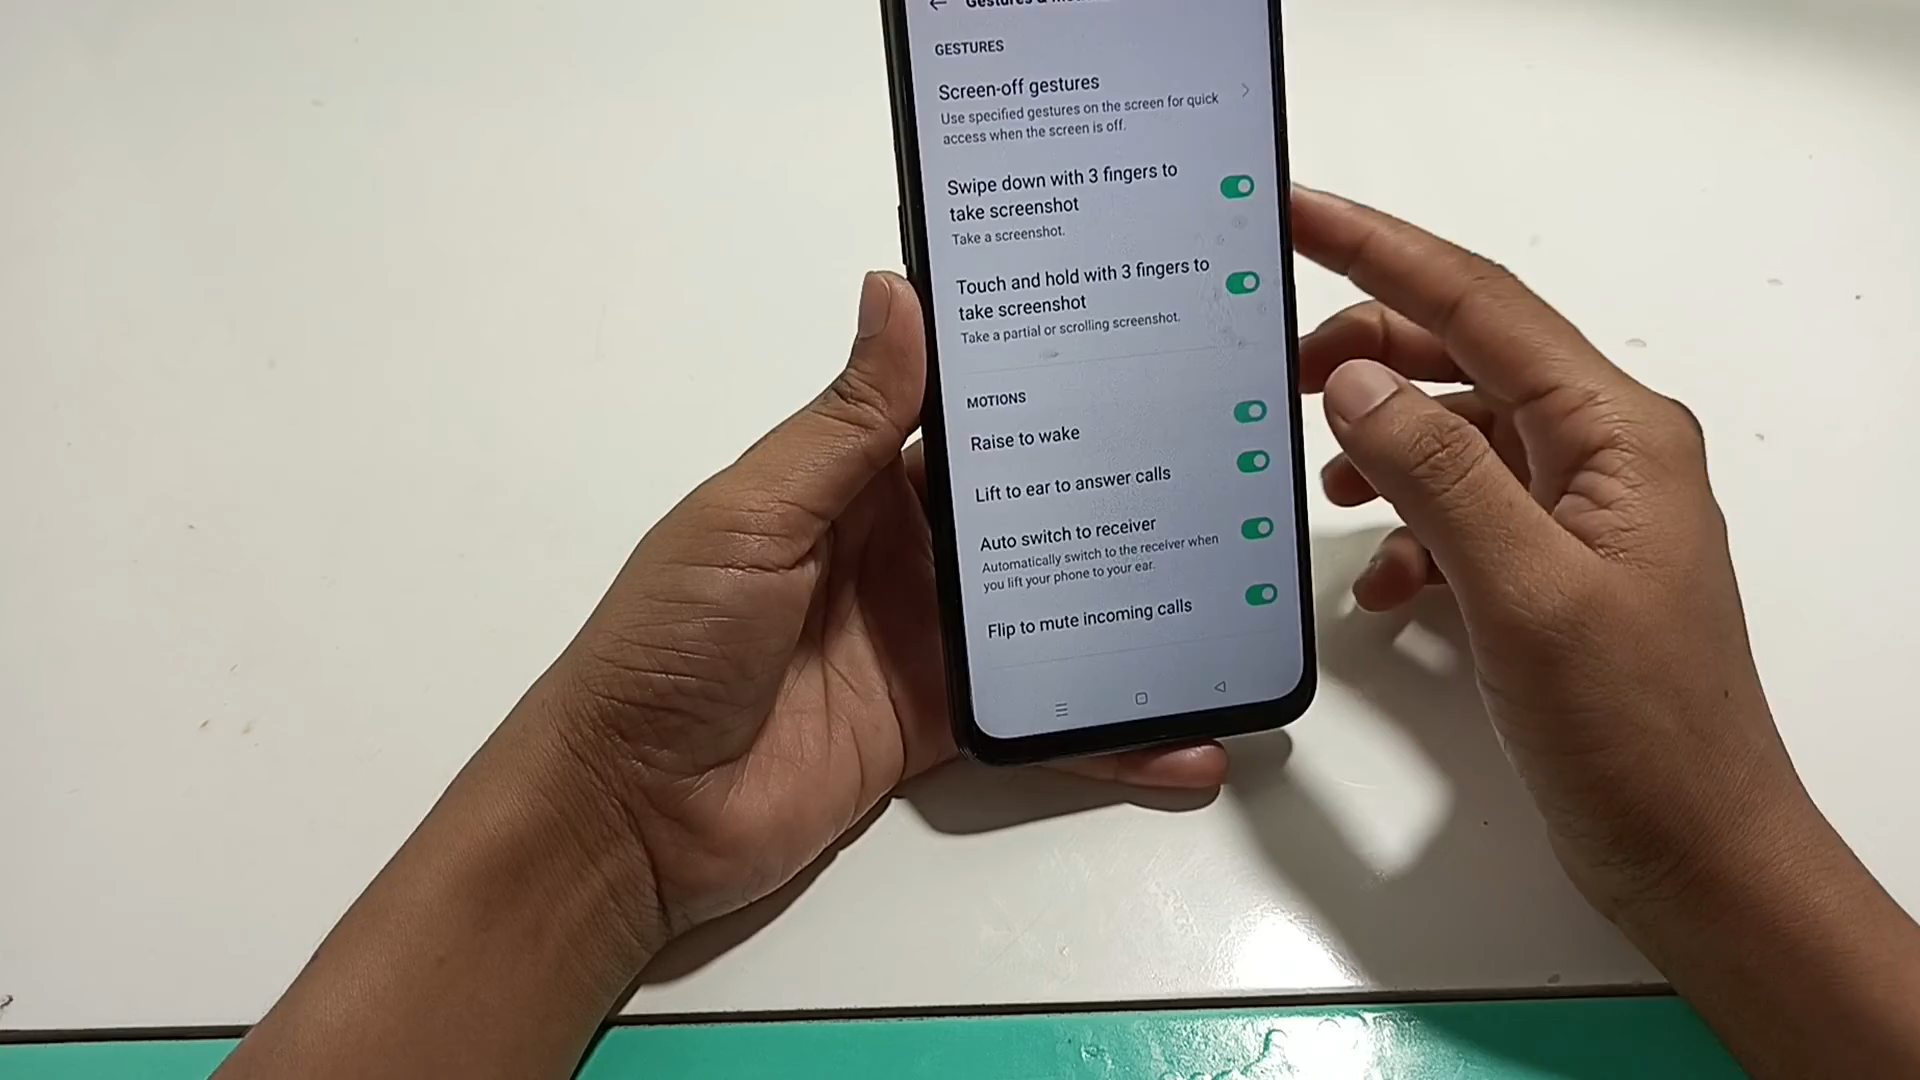 Gestures &
GESTURES
Screen-off gestures
Use specified gestures on the screen for quick
access when the screen is off.
Swipe down with 3 fingers to
take screenshot
Take a screenshot.
Touch and hold with 3 fingers to
take screenshot
Take a partial or scrolling screenshot.
MOTIONS
Raise to wake
Lift to ear to answer calls
Auto switch to receiver
Automatically switch to the receiver when
you lift your phone to your ear.
Flip to mute incoming calls